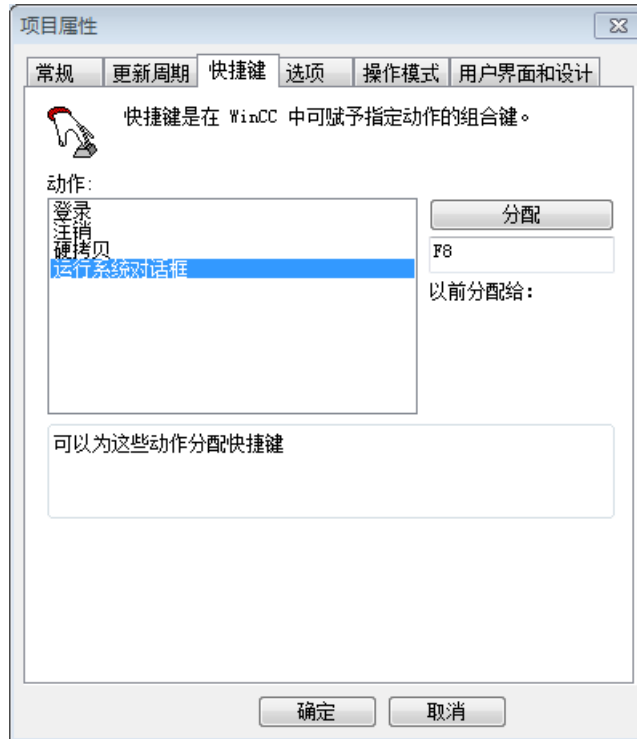 项目属性
常规 更新周期 快捷键 选项 操作模式 用户界面和设计
快捷键是在 WinCC 中可赋予指定动作的组合键。
动作:
登录
注销
硬拷贝
运行系统对话框
分配
F8
以前分配给:
可以为这些动作分配快捷键
确定 取消